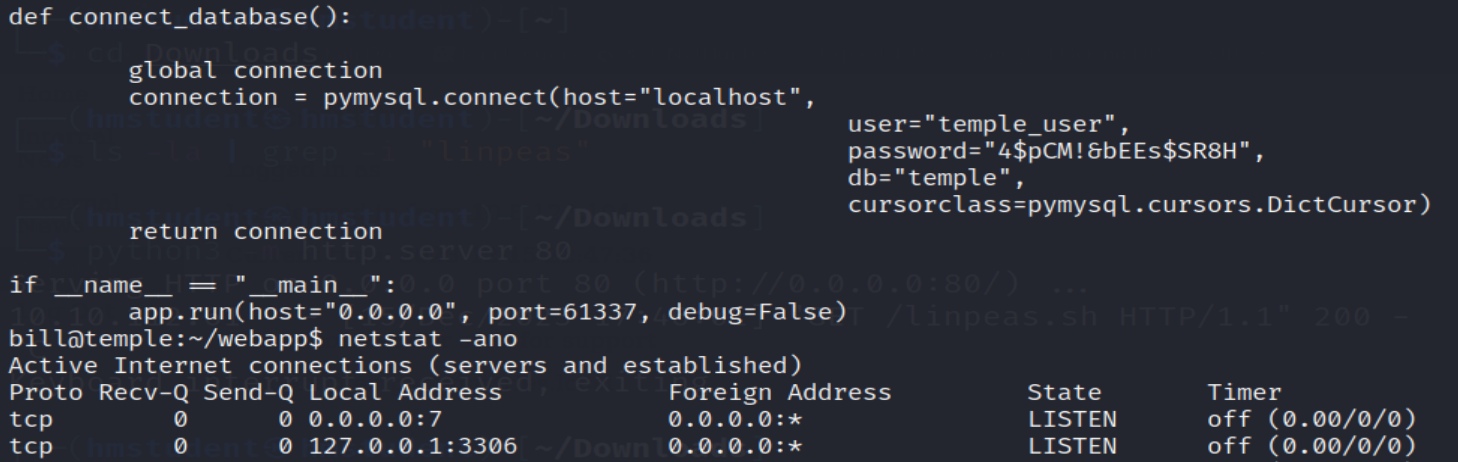 def connect_database():
global connection
connection = pymysql.connect(host="localhost",
user="temple_user",
password="4$pCM!&bEEs$SR8H",
db="temple",
cursorclass=pymysql.cursors.DictCursor)
return connection
if __name__ == "__main__":
app.run(host="0.0.0.0", port=61337, debug=False)
bill@temple:~/webapp$ netstat -ano
Active Internet connections (servers and established)
Proto Recv-Q Send-Q Local Address Foreign Address State Timer
tcp 0 0 0.0.0.0:7 0.0.0.0:* LISTEN off (0.00/0/0)
tcp 0 0 127.0.0.1:3306 0.0.0.0:* LISTEN off (0.00/0/0)